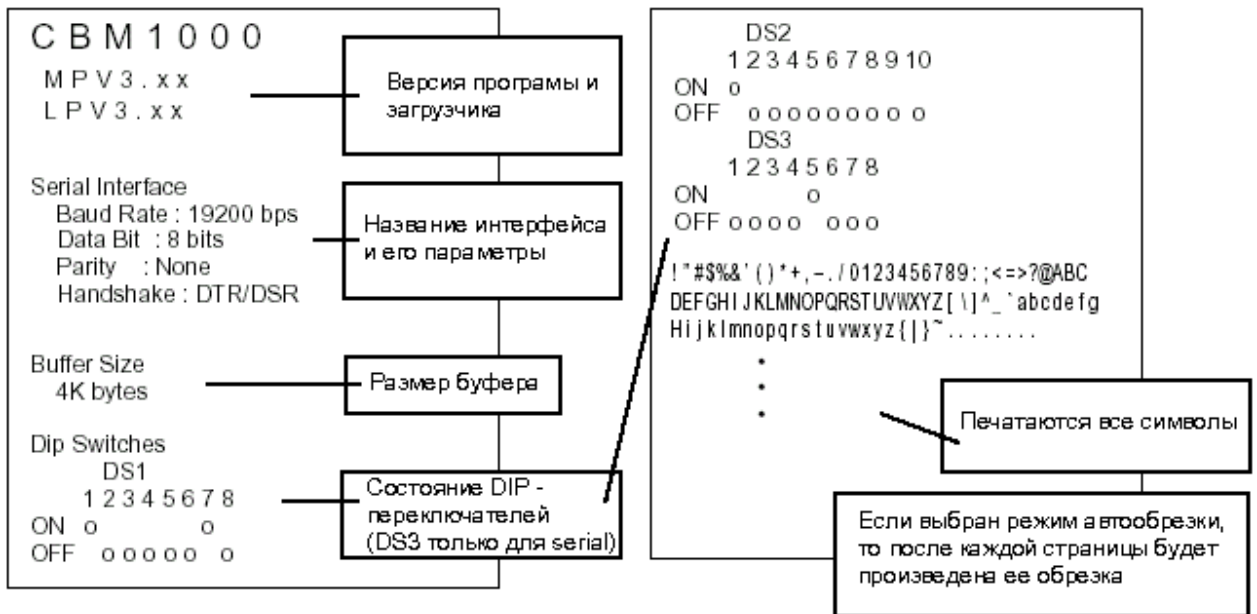 CBM1000
MPV3.xx
LPV3.xx
Версия програмы и
загрузчика
Serial Interface
Baud Rate : 19200 bps
Data Bit : 8 bits
Parity : None
Handshake : DTR/DSR
Название интерфейса
и его параметры
Buffer Size
4K bytes
Размер буфера
Dip Switches
DS1
1 2 3 4 5 6 7 8
ON o o
OFF o o o o o o
Состояние DIP -
переключателей
(DS3 только для serial)
DS2
1 2 3 4 5 6 7 8 9 10
ON o
OFF o o o o o o o o o
DS3
1 2 3 4 5 6 7 8
ON o
OFF o o o o o o o
!"#$%&'()*+,-./0123456789:;<=>?@ABC
DEFGHIJKLMNOPQRSTUVWXYZ[\]^_`abcdefg
Hijklmnopqrstuvwxyz{|}~........
Печатаются все символы
Если выбран режим автообрезки,
то после каждой страницы будет
произведена ее обрезка